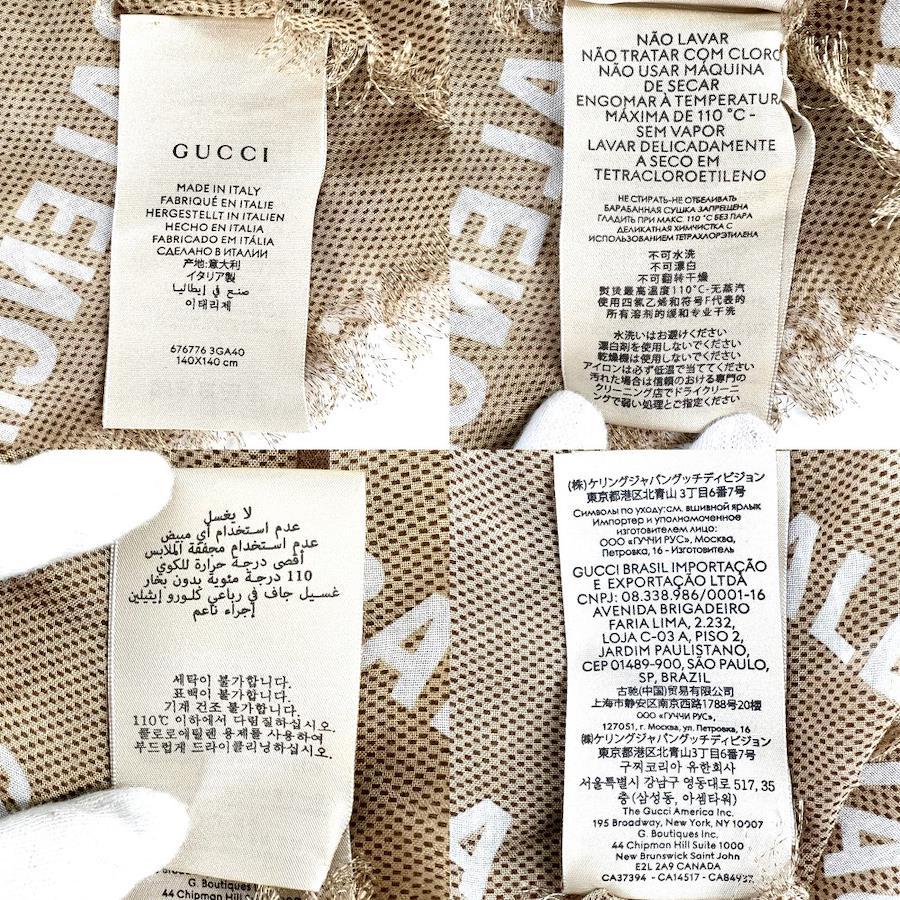 GUCCI
MADE IN ITALY
FABRIQUÉ EN ITALIE
HERGESTELLT IN ITALIEN
HECHO EN ITALIA
FABRICADO EM ITÁLIA
СДЕЛАНО В ИТАЛИИ
产地:意大利
イタリア製
صنع في إيطاليا
이태리제
676776 3GA40
140X140 cm
NÃO LAVAR
NÃO TRATAR COM CLORO
NÃO USAR MÁQUINA
DE SECAR
ENGOMAR À TEMPERATUR
MÁXIMA DE 110 °C -
SEM VAPOR
LAVAR DELICADAMENTE
A SECO EM
TETRACLOROETILENO
НЕ СТИРАТЬ-НЕ ОТБЕЛИВАТЬ
БАРАБАННАЯ СУШКА ЗАПРЕЩЕНА
ГЛАДИТЬ ПРИ МАКС. 110 °С БЕЗ ПАРА
ДЕЛИКАТНАЯ ХИМЧИСТКА С
ИСПОЛЬЗОВАНИЕМ ТЕТРАХЛОРЭТИЛЕНА
不可水洗
不可漂白
不可翻转干燥
熨烫最高温度110°C-无蒸汽
使用四氯乙烯和符号F代表的
所有溶剂的缓和专业干洗
水洗いはお避けください
漂白剤を使用しないでください
乾燥機は使用しないでください
アイロンは必ず低温で当ててください
汚れた場合は信頼のおける専門の
クリーニング店でドライクリーニ
ングで弱い処理とご指定ください
لا يغسل
عدم استخدام أي مبيض
عدم استخدام مجففة الملابس
أقصى درجة حرارة للكوي
110 درجة مئوية بدون بخار
غسيل جاف في رباعي كلورو إيثيلين
إجراء ناعم
세탁이 불가합니다.
표백이 불가합니다.
기계 건조 불가합니다.
110℃ 이하에서 다림질하십시오.
퍼클로로에틸렌 용제를 사용하여
부드럽게 드라이클리닝하십시오.
G. Boutiques I
44 Chipman Hill Su
(株)ケリングジャパングッチディビジョン
東京都港区北青山3丁目6番7号
Символы по уходу:см. вшивной ярлык
Импортер и уполномоченное
изготовителем лицо:
ООО «ГУЧЧИ РУС», Москва,
Петровка, 16 - Изготовитель
GUCCI BRASIL IMPORTAÇÃO
E EXPORTAÇÃO LTDA
CNPJ: 08.338.986/0001-16
AVENIDA BRIGADEIRO
FARIA LIMA, 2.232,
LOJA C-03 A, PISO 2,
JARDIM PAULISTANO,
CEP 01489-900, SÃO PAULO,
SP, BRAZIL
古驰(中国)贸易有限公司
上海市静安区南京西路1788号20楼
ООО «ГУЧЧИ РУС»,
127051, г. Москва, ул. Петровка, 16
(株)ケリングジャパングッチディビジョン
東京都港区北青山3丁目6番7号
구찌코리아 유한회사
서울특별시 강남구 영동대로 517, 35
층 (삼성동, 아셈타워)
The Gucci America Inc.
195 Broadway, New York, NY 10007
G. Boutiques Inc.
44 Chipman Hill Suite 1000
New Brunswick Saint John
E2L 2A9 CANADA
CA37394 - CA14517 - CA84937